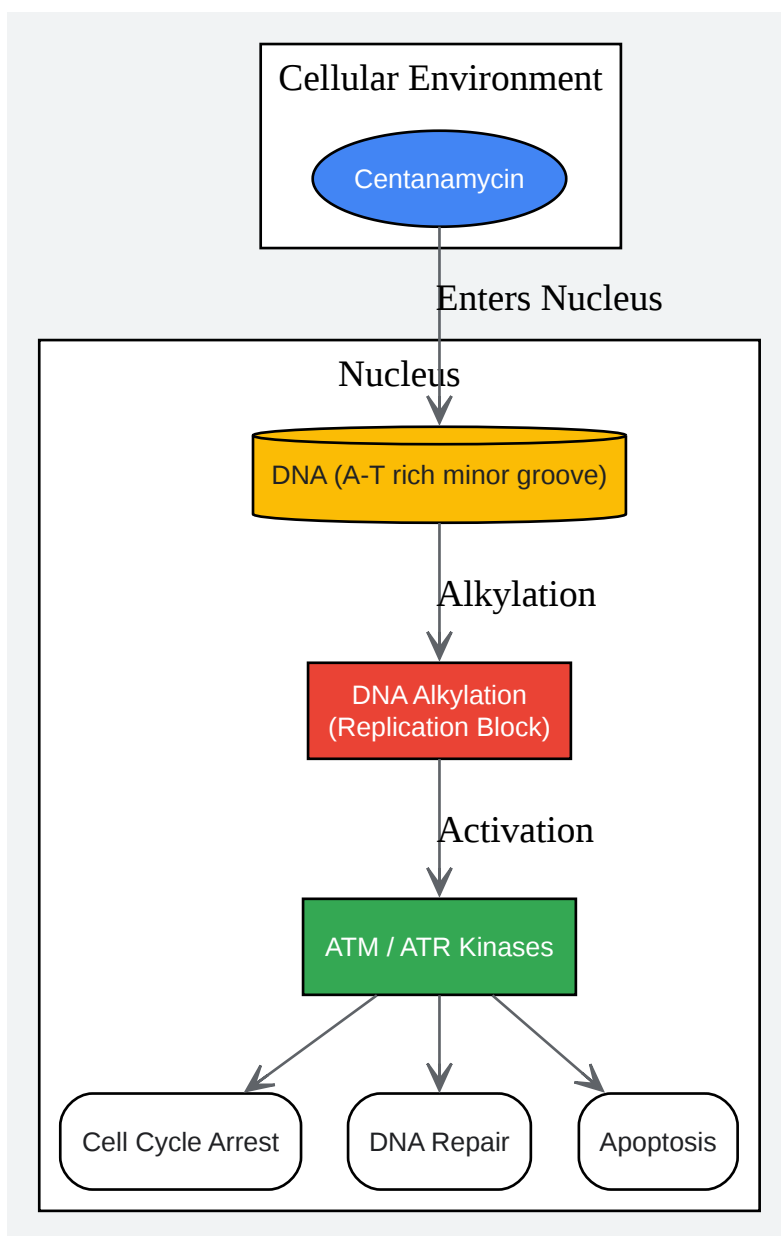 Cellular Environment
Centanamycin
Enters Nucleus
Nucleus
DNA (A-T rich minor groove)
Alkylation
DNA Alkylation
(Replication Block)
Activation
ATM / ATR Kinases
Cell Cycle Arrest
DNA Repair
Apoptosis